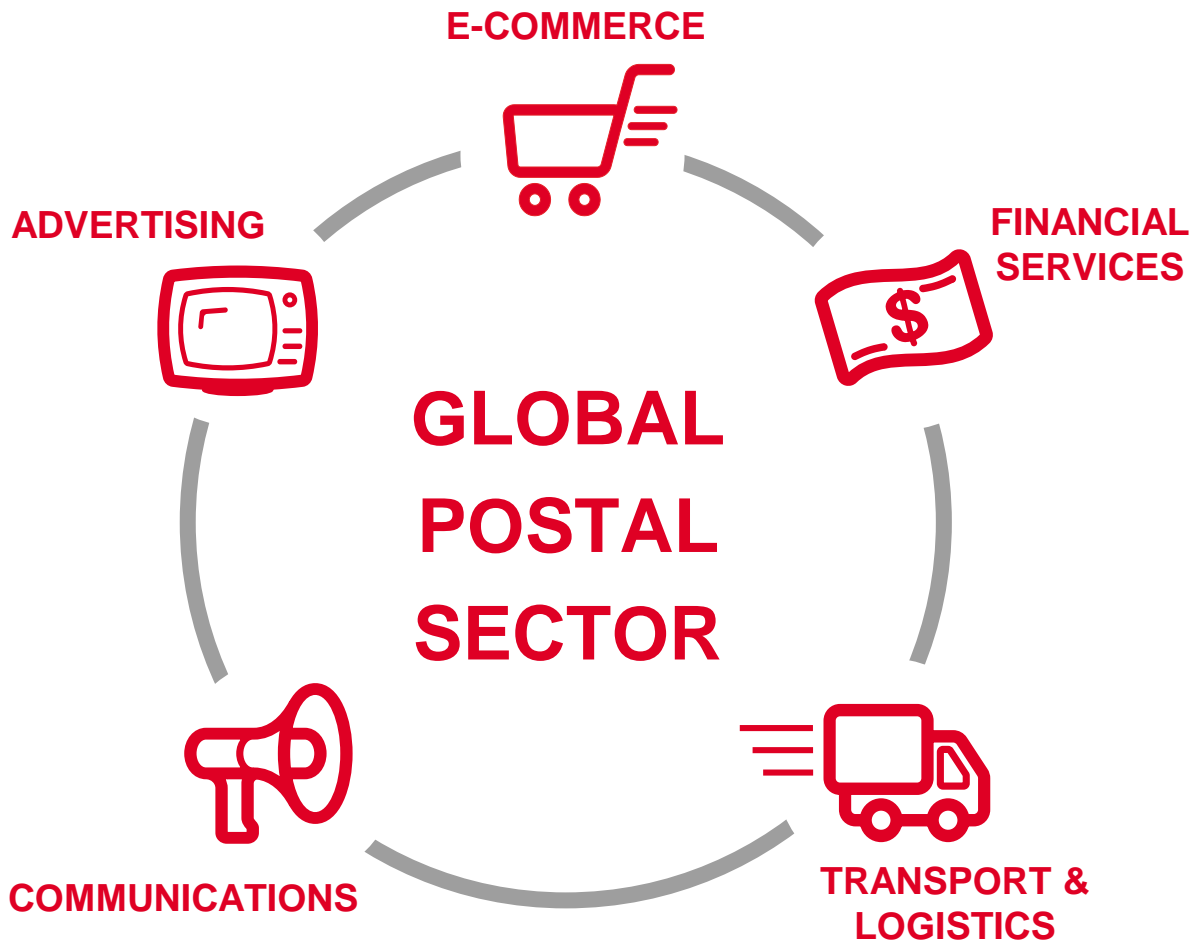 E-COMMERCE
ADVERTISING
FINANCIAL
SERVICES
$
GLOBAL
POSTAL
SECTOR
COMMUNICATIONS
TRANSPORT &
LOGISTICS